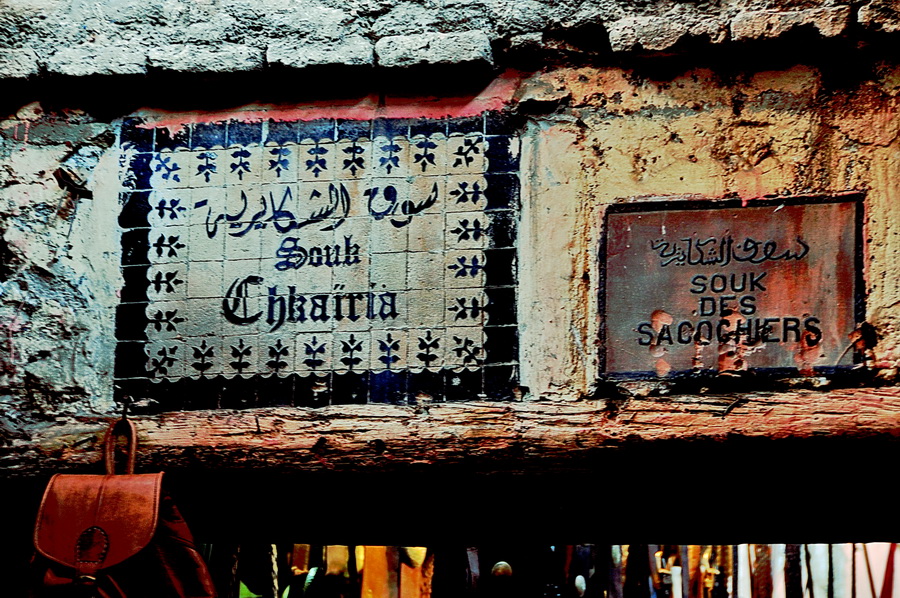 سوق الشكايرية
Souk
Chkaïria
سوق الشكايرية
SOUK
DES
SACOCHIERS